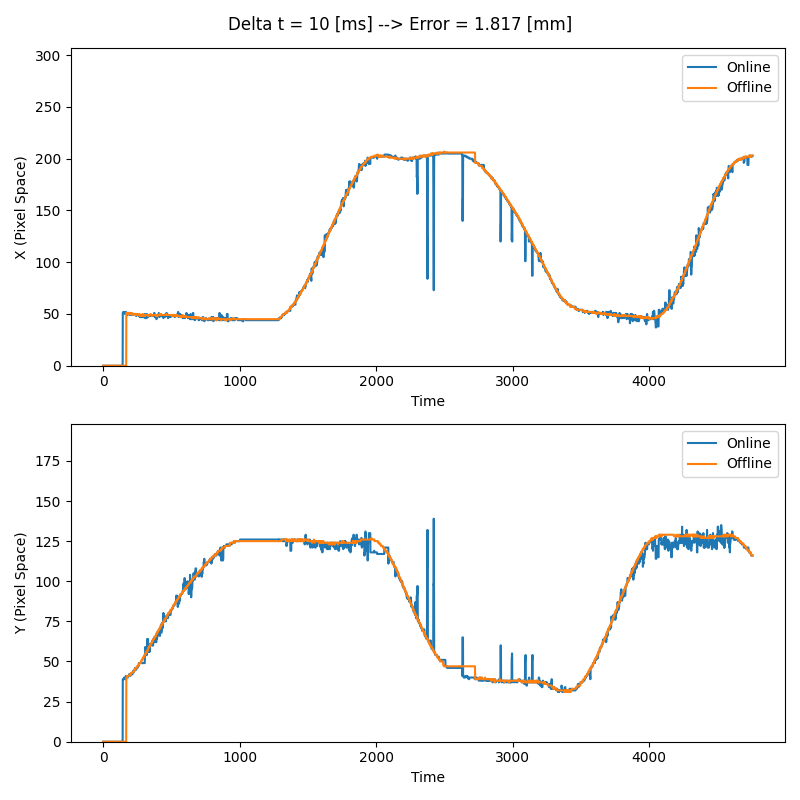 Delta t = 10 [ms] --> Error = 1.817 [mm]
300
250
200
150
100
50
0
X (Pixel Space)
Online
Offline
0 1000 2000 3000 4000
Time
175
150
125
100
75
50
25
0
Y (Pixel Space)
Online
Offline
0 1000 2000 3000 4000
Time